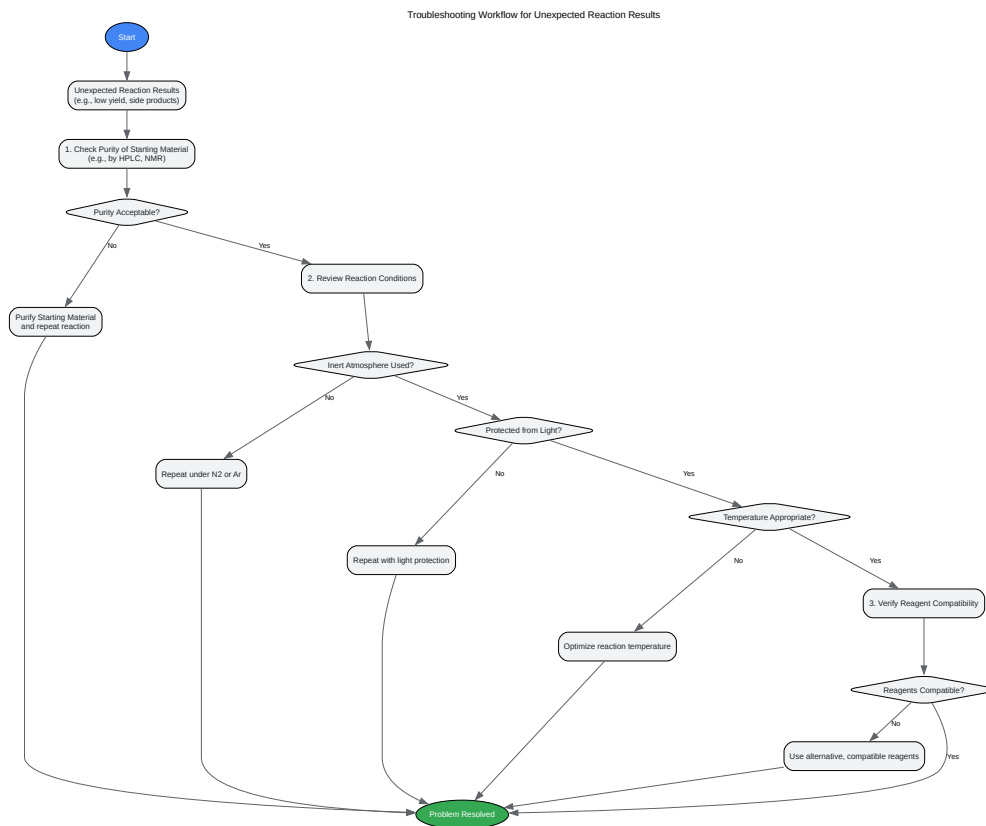 Troubleshooting Workflow for Unexpected Reaction Results
Start
Unexpected Reaction Results
(e.g., low yield, side products)
1. Check Purity of Starting Material
(e.g., by HPLC, NMR)
Purity Acceptable?
No
Yes
2. Review Reaction Conditions
Purify Starting Material
and repeat reaction
Inert Atmosphere Used?
No
Yes
Protected from Light?
Repeat under N2 or Ar
No
Yes
Temperature Appropriate?
Repeat with light protection
No
Yes
3. Verify Reagent Compatibility
Optimize reaction temperature
Reagents Compatible?
No
Use alternative, compatible reagents
Yes
Problem Resolved